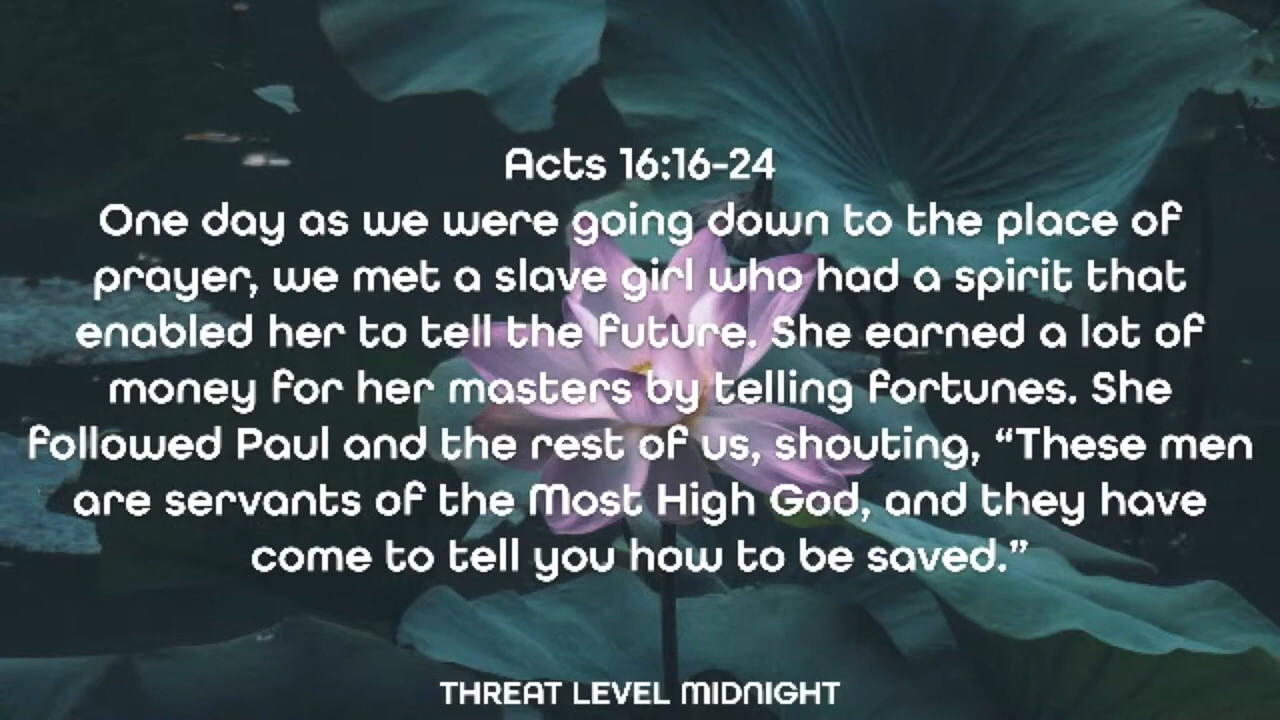 Acts 16:16-24
One day as we were going down to the place of
prayer, we met a slave girl who had a spirit that
enabled her to tell the future. She earned a lot of
money for her masters by telling fortunes. She
followed Paul and the rest of us, shouting, “These men
are servants of the Most High God, and they have
come to tell you how to be saved.”
THREAT LEVEL MIDNIGHT